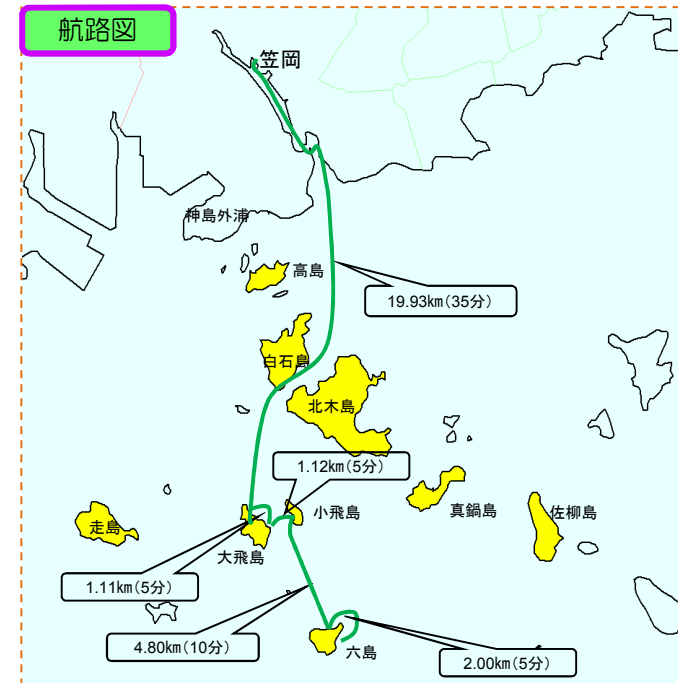 航路図
笠岡
神島外浦
高島
19.93km(35分)
白石島
北木島
1.12km(5分)
小飛島
真鍋島
佐柳島
走島
大飛島
1.11km(5分)
4.80km(10分)
六島
2.00km(5分)